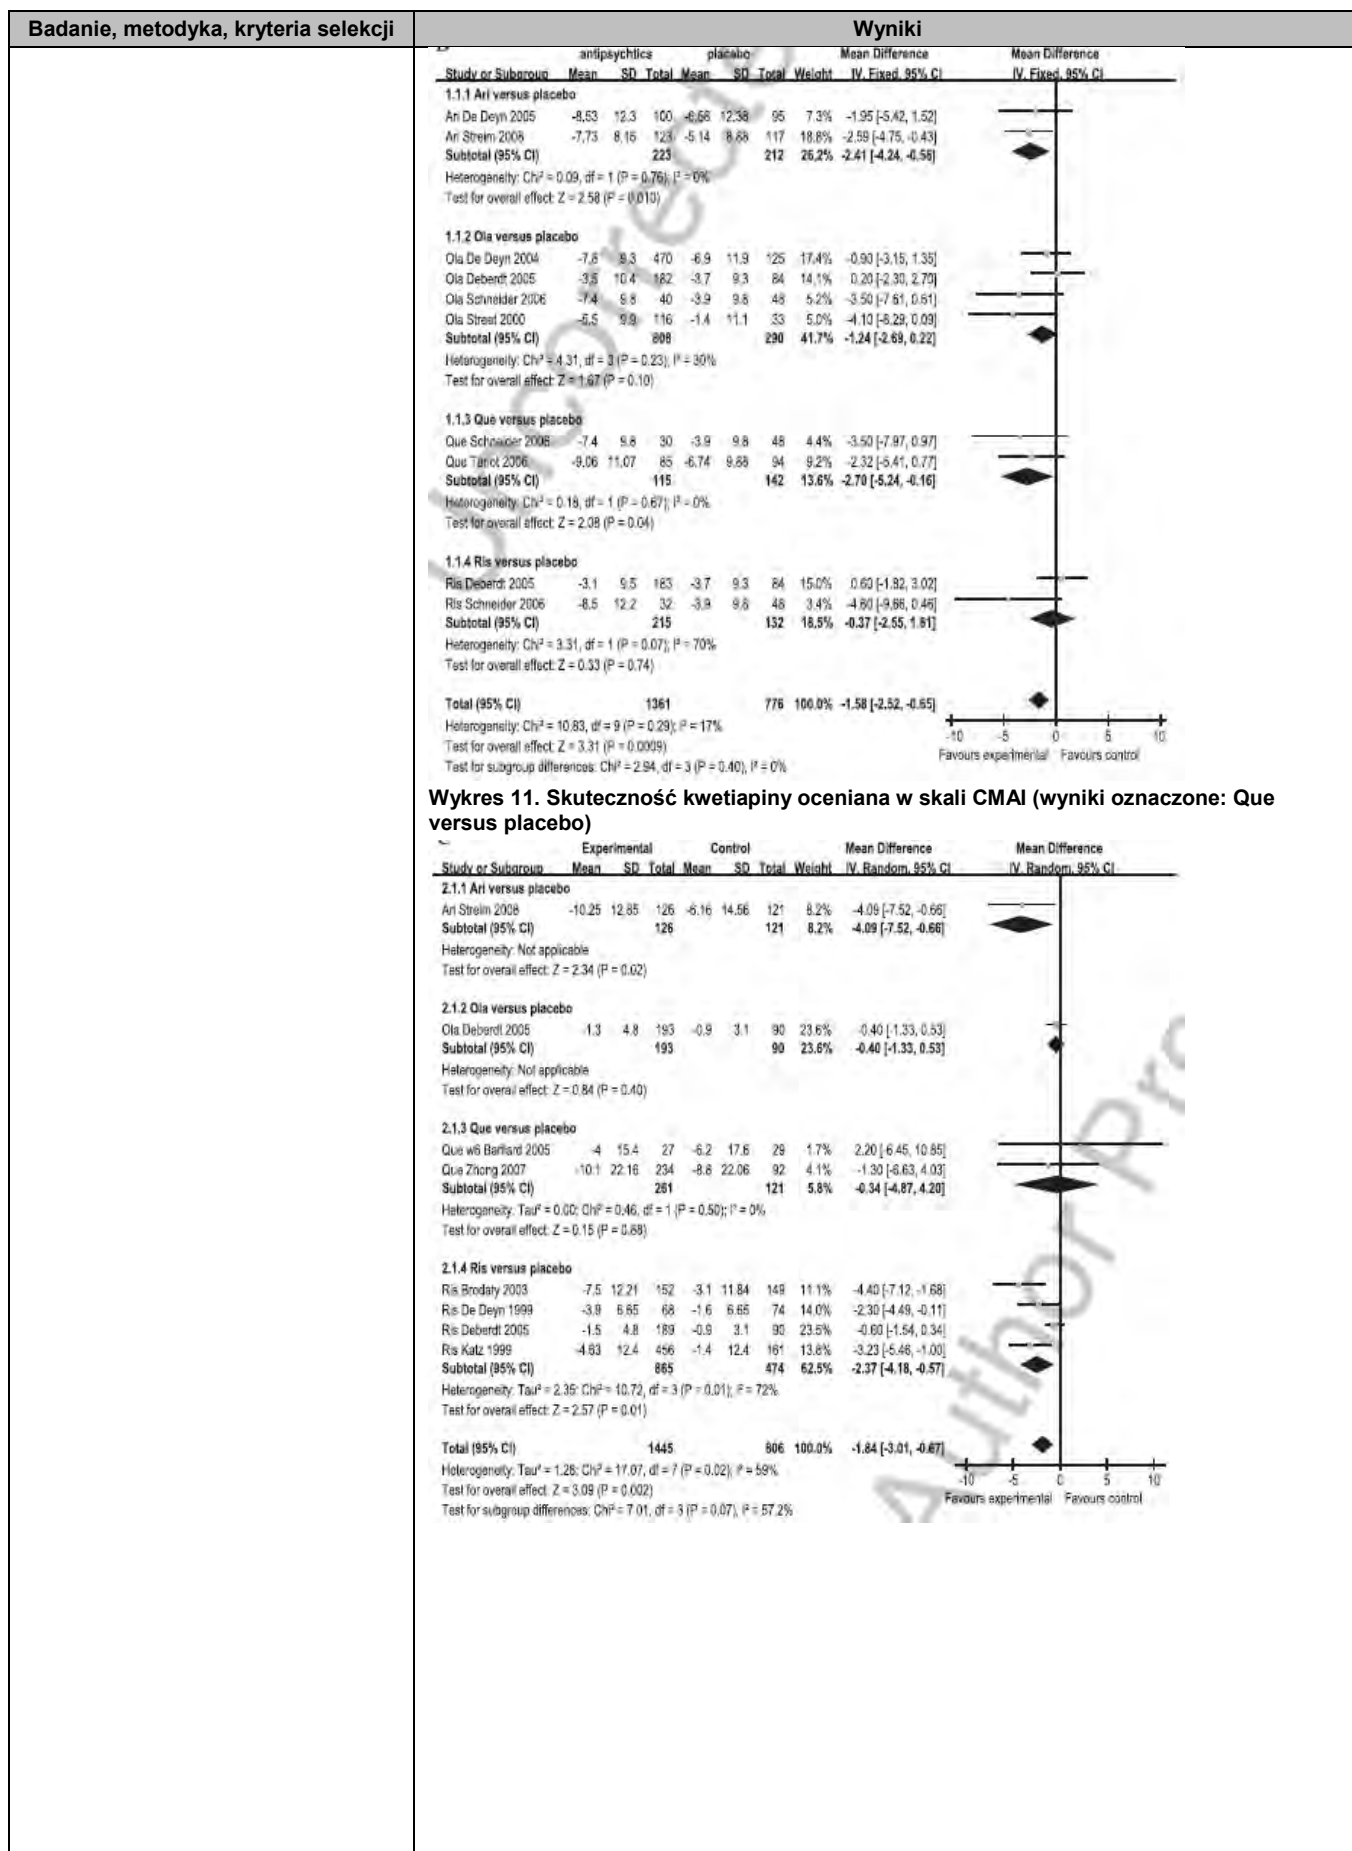 Badanie, metodyka, kryteria selekcji Wyniki
antipsychtics placebo Mean Difference Mean Difference
Study or Subgroup Mean SD Total Mean SD Total Weight IV. Fixed. 95% CI IV. Fixed. 95% CI
1.1.1 Ari versus placebo
Ari De Deyn 2005 -8.53 12.3 100 -6.58 12.38 95 7.3% -1.95 [-5.42, 1.52]
Ari Streim 2008 -7.73 8.16 123 -5.14 8.88 117 18.8% -2.59 [-4.75, -0.43]
Subtotal (95% CI) 223 212 26.2% -2.41 [-4.24, -0.58]
Heterogeneity: Chi² = 0.09, df = 1 (P = 0.76); I² = 0%
Test for overall effect: Z = 2.58 (P = 0.010)
1.1.2 Ola versus placebo
Ola De Deyn 2004 9.3 470 -6.9 11.9 125 17.4% -0.90 [-3.15, 1.35]
Ola Deberdt 2005 -3.5 10.4 182 -3.7 9.3 84 14.1% 0.20 [-2.30, 2.70]
Ola Schneider 2006 -7.4 9.8 40 -3.9 9.8 48 5.2% -3.50 [-7.61, 0.61]
Ola Street 2000 -5.5 9.9 116 -1.4 11.1 33 5.0% -4.10 [-8.29, 0.09]
Subtotal (95% CI) 808 290 41.7% -1.24 [-2.69, 0.22]
Heterogeneity: Chi² = 4.31, df = 3 (P = 0.23); I² = 30%
Test for overall effect: Z = 1.67 (P = 0.10)
1.1.3 Que versus placebo
Que Schneider 2006 -7.4 9.8 30 -3.9 9.8 48 4.4% -3.50 [-7.97, 0.97]
Que Tariot 2006 -9.06 11.07 85 -6.74 9.88 94 9.2% -2.32 [-5.41, 0.77]
Subtotal (95% CI) 115 142 13.6% -2.70 [-5.24, -0.16]
Heterogeneity: Chi² = 0.18, df = 1 (P = 0.67); I² = 0%
Test for overall effect: Z = 2.08 (P = 0.04)
1.1.4 Ris versus placebo
Ris Deberdt 2005 -3.1 9.5 183 -3.7 9.3 84 15.0% 0.60 [-1.82, 3.02]
Ris Schneider 2006 -8.5 12.2 32 -3.9 9.8 48 3.4% -4.60 [-9.66, 0.46]
Subtotal (95% CI) 215 132 18.5% -0.37 [-2.55, 1.81]
Heterogeneity: Chi² = 3.31, df = 1 (P = 0.07); I² = 70%
Test for overall effect: Z = 0.33 (P = 0.74)
Total (95% CI) 1361 776 100.0% -1.58 [-2.52, -0.65]
Heterogeneity: Chi² = 10.83, df = 9 (P = 0.29); I² = 17%
Test for overall effect: Z = 3.31 (P = 0.0009)
Test for subgroup differences: Chi² = 2.94, df = 3 (P = 0.40), I² = 0%
-10 -5 0 5 10
Favours experimental Favours control
Wykres 11. Skuteczność kwetiapiny oceniana w skali CMAI (wyniki oznaczone: Que
versus placebo)
Experimental Control Mean Difference Mean Difference
Study or Subgroup Mean SD Total Mean SD Total Weight IV. Random. 95% CI IV. Random. 95% CI
2.1.1 Ari versus placebo
Ari Streim 2008 -10.25 12.85 126 -6.16 14.56 121 8.2% -4.09 [-7.52, -0.66]
Subtotal (95% CI) 126 121 8.2% -4.09 [-7.52, -0.66]
Heterogeneity: Not applicable
Test for overall effect: Z = 2.34 (P = 0.02)
2.1.2 Ola versus placebo
Ola Deberdt 2005 -1.3 4.8 193 -0.9 3.1 90 23.6% -0.40 [-1.33, 0.53]
Subtotal (95% CI) 193 90 23.6% -0.40 [-1.33, 0.53]
Heterogeneity: Not applicable
Test for overall effect: Z = 0.84 (P = 0.40)
2.1.3 Que versus placebo
Que w6 Ballard 2005 -4 15.4 27 -6.2 17.6 29 1.7% 2.20 [-6.45, 10.85]
Que Zhong 2007 -10.1 22.16 234 -8.8 22.06 92 4.1% -1.30 [-6.63, 4.03]
Subtotal (95% CI) 261 121 5.8% -0.34 [-4.87, 4.20]
Heterogeneity: Tau² = 0.00; Chi² = 0.46, df = 1 (P = 0.50); I² = 0%
Test for overall effect: Z = 0.15 (P = 0.88)
2.1.4 Ris versus placebo
Ris Brodaty 2003 -7.5 12.21 152 -3.1 11.84 149 11.1% -4.40 [-7.12, -1.68]
Ris De Deyn 1999 -3.9 6.65 68 -1.6 6.65 74 14.0% -2.30 [-4.49, -0.11]
Ris Deberdt 2005 -1.5 4.8 189 -0.9 3.1 90 23.5% -0.60 [-1.54, 0.34]
Ris Katz 1999 -4.63 12.4 456 -1.4 12.4 161 13.8% -3.23 [-5.46, -1.00]
Subtotal (95% CI) 865 474 62.5% -2.37 [-4.18, -0.57]
Heterogeneity: Tau² = 2.35; Chi² = 10.72, df = 3 (P = 0.01); I² = 72%
Test for overall effect: Z = 2.57 (P = 0.01)
Total (95% CI) 1445 806 100.0% -1.84 [-3.01, -0.67]
Heterogeneity: Tau² = 1.28; Chi² = 17.07, df = 7 (P = 0.02); I² = 59%
Test for overall effect: Z = 3.09 (P = 0.002)
Test for subgroup differences: Chi² = 7.01, df = 3 (P = 0.07), I² = 57.2%
-10 -5 0 5 10
Favours experimental Favours control
Uncorrected
Author Pro